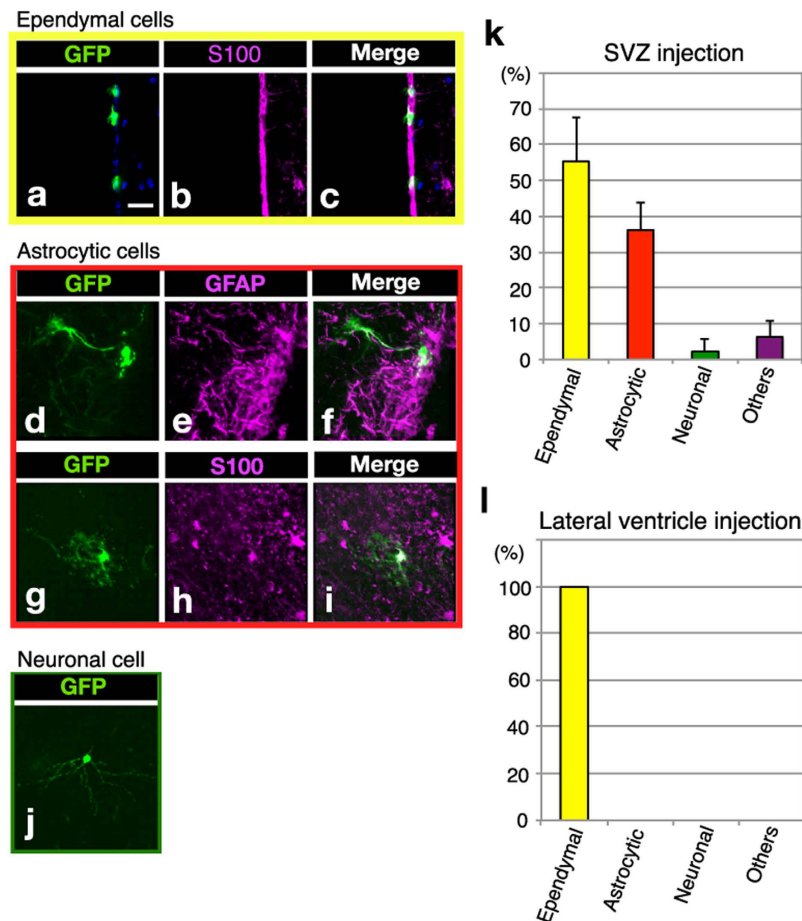 Ependymal cells
GFP S100 Merge
a b c
Astrocytic cells
GFP GFAP Merge
d e f
GFP S100 Merge
g h i
Neuronal cell
GFP
j
k
SVZ injection
(%)
70
60
50
40
30
20
10
0
Ependymal Astrocytic Neuronal Others
l
Lateral ventricle injection
(%)
100
80
60
40
20
0
Ependymal Astrocytic Neuronal Others